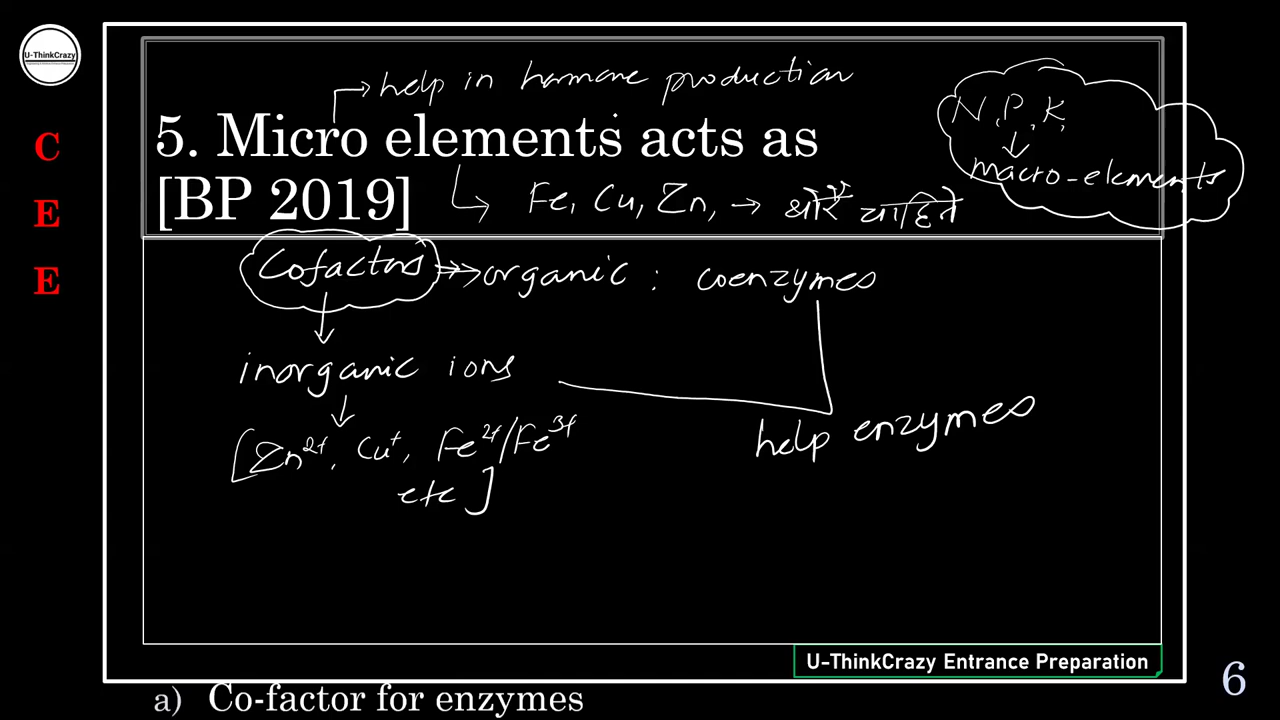 U-ThinkCrazy
C
E
E
help in hormone production
5. Micro elements acts as
[BP 2019]
Fe, Cu, Zn, → थोरै चाहिने
N, P, K,
macro-elements
Cofactors →→ organic : coenzymes
inorganic ions
[Zn²⁺, Cu⁺, Fe²⁺/Fe³⁺
etc]
help enzymes
U-ThinkCrazy Entrance Preparation
6
a) Co-factor for enzymes